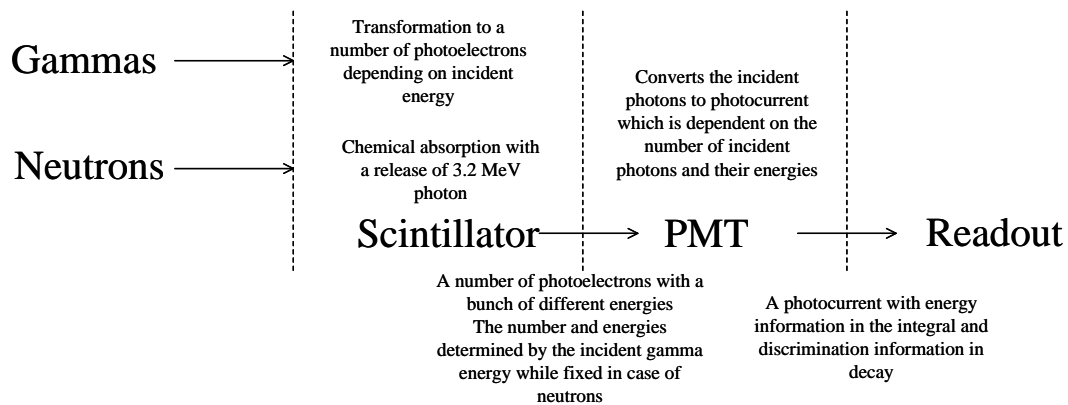 Gammas
Transformation to a
number of photoelectrons
depending on incident
energy
Neutrons
Chemical absorption with
a release of 3.2 MeV
photon
Converts the incident
photons to photocurrent
which is dependent on the
number of incident
photons and their energies
Scintillator
PMT
Readout
A number of photoelectrons with a
bunch of different energies
The number and energies
determined by the incident gamma
energy while fixed in case of
neutrons
A photocurrent with energy
information in the integral and
discrimination information in
decay